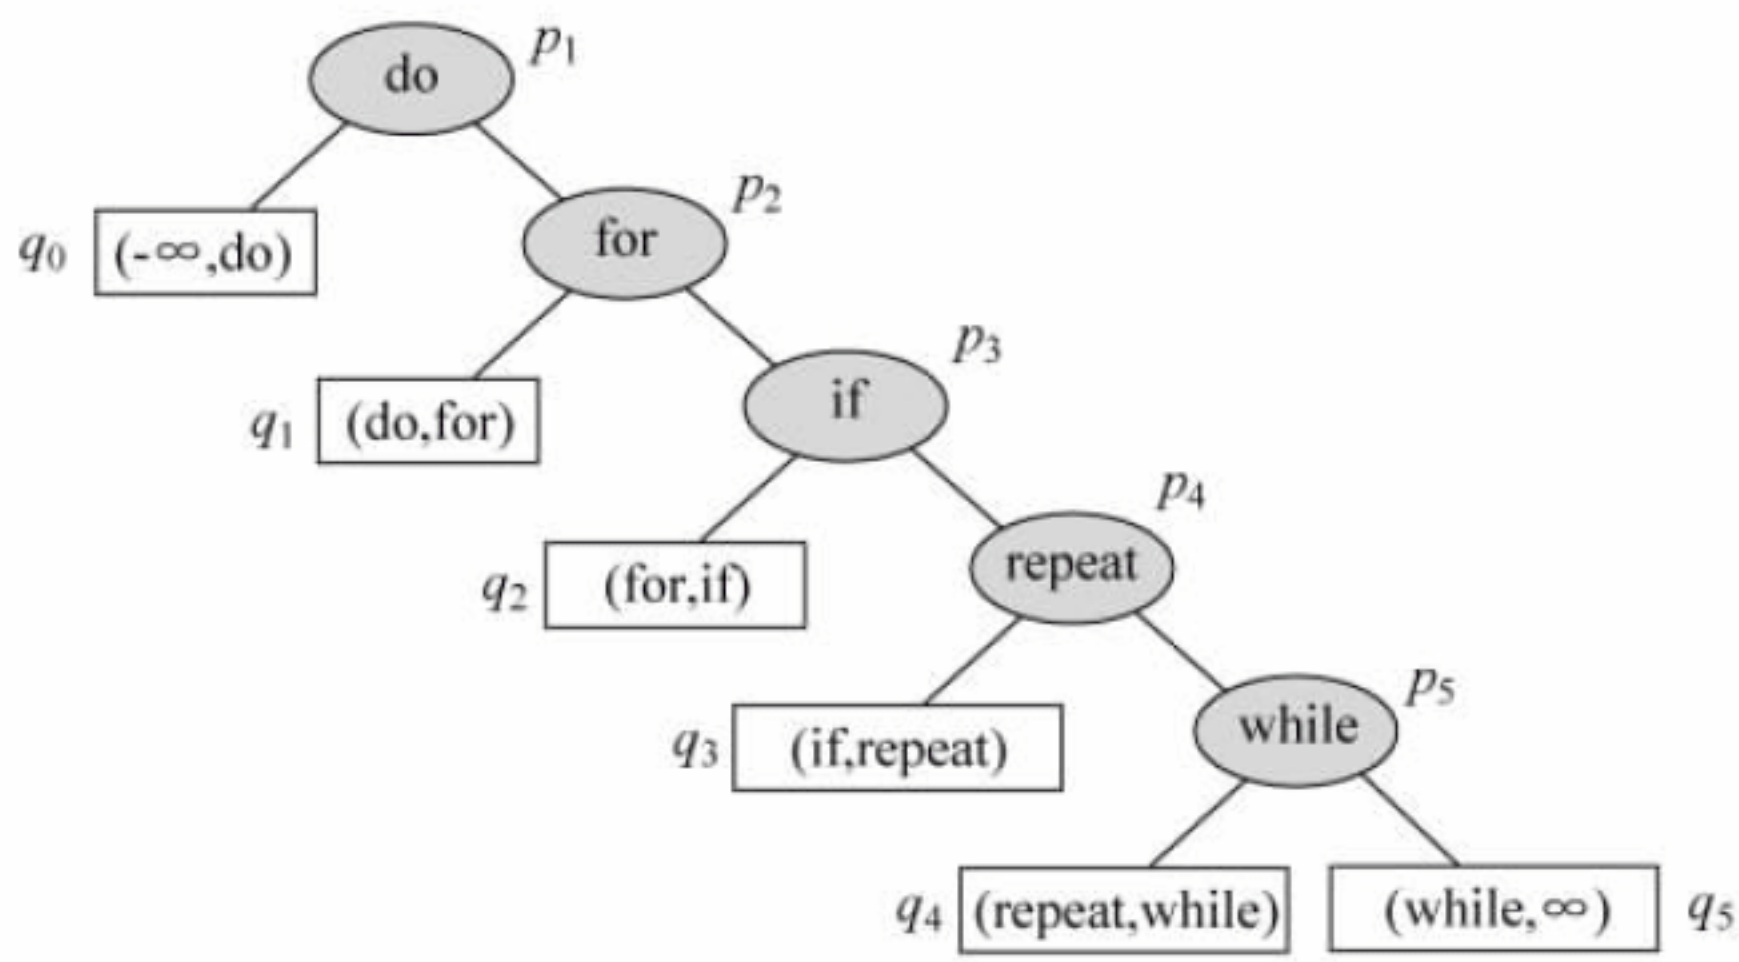 do p₁
for p₂
q₀ (-∞,do)
if p₃
q₁ (do,for)
repeat p₄
q₂ (for,if)
while p₅
q₃ (if,repeat)
q₄ (repeat,while) (while,∞) q₅